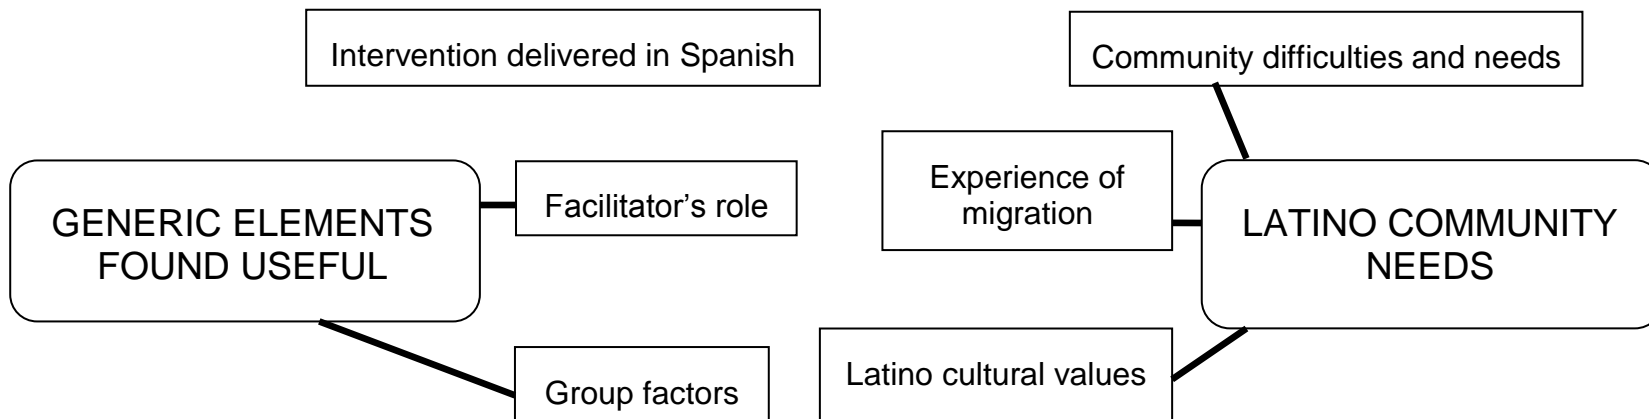 Intervention delivered in Spanish
Community difficulties and needs
GENERIC ELEMENTS
FOUND USEFUL
Facilitator’s role
Experience of
migration
LATINO COMMUNITY
NEEDS
Group factors
Latino cultural values